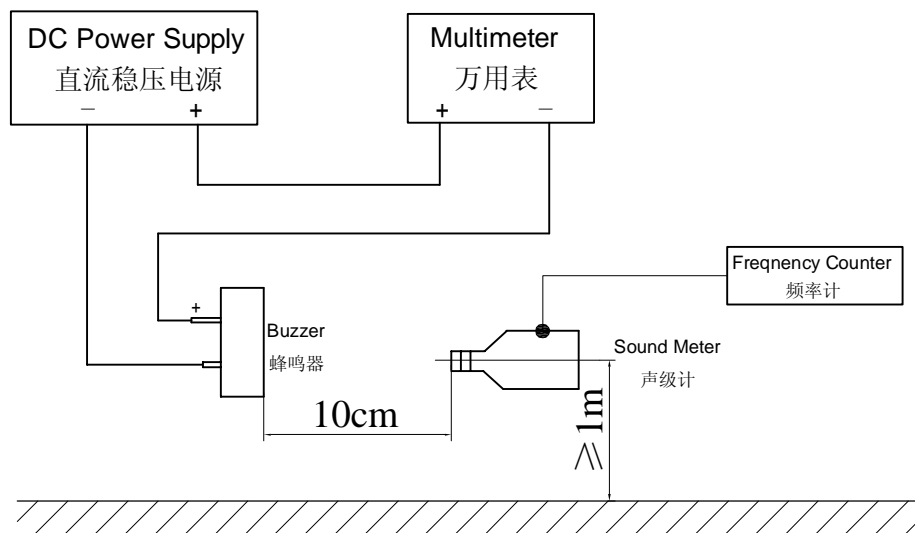 DC Power Supply
直流稳压电源
− +
Multimeter
万用表
+ −
Freqnency Counter
频率计
+
Buzzer
蜂鸣器
Sound Meter
声级计
10cm
≥1m